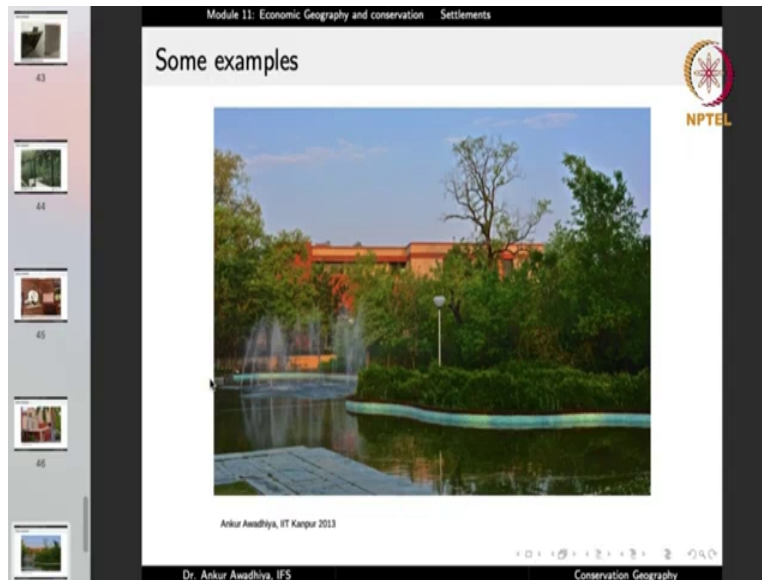 Module 11: Economic Geography and conservation Settlements
Some examples
NPTEL
43
44
45
46
Ankur Awadhiya, IIT Kanpur 2013
Dr. Ankur Awadhiya, IFS Conservation Geography